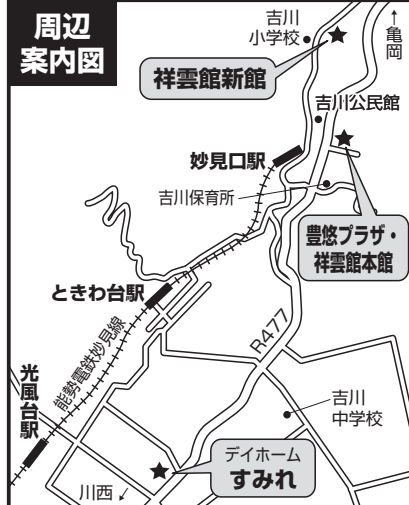 周辺
案内図
吉川
小学校
↑
亀岡
祥雲館新館
吉川公民館
妙見口駅
吉川保育所
豊悠プラザ・
祥雲館本館
ときわ台駅
能勢電鉄妙見線
R477
光風台駅
吉川
中学校
デイホーム
すみれ
川西↙